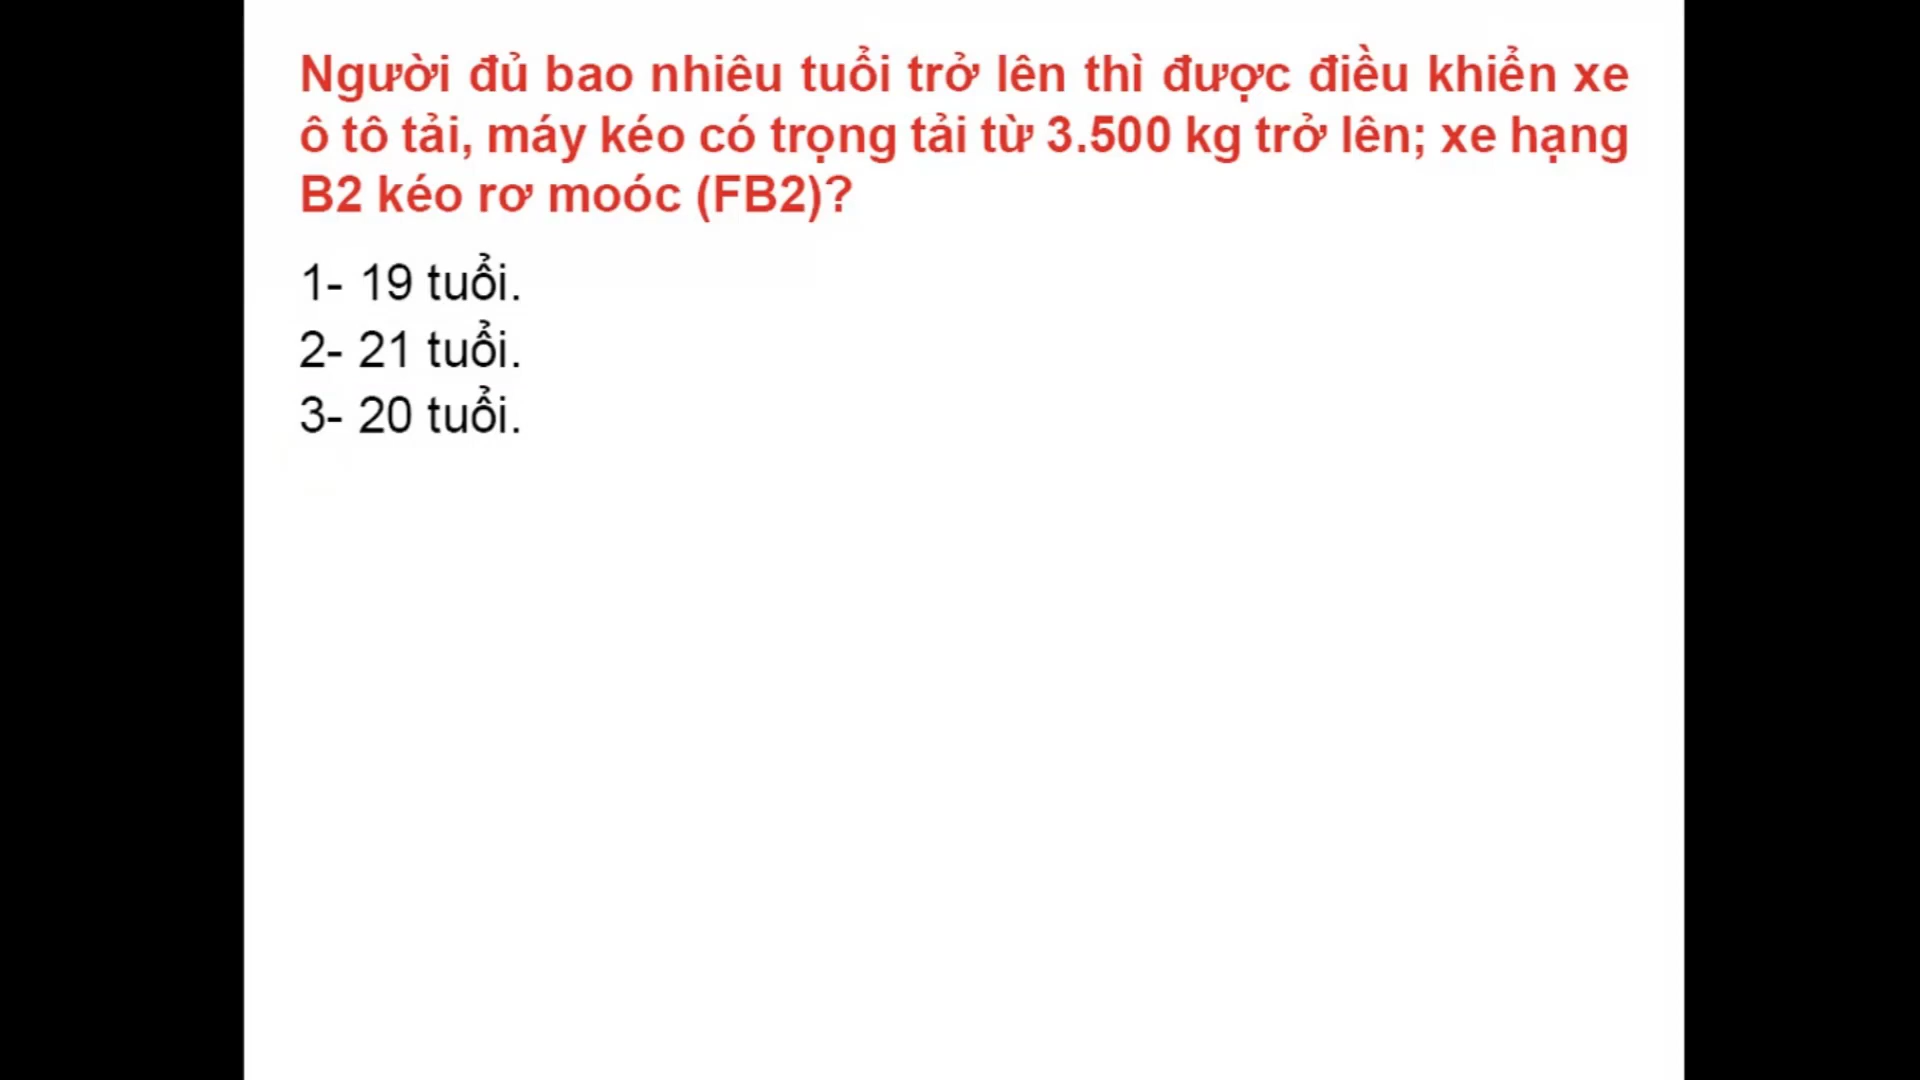 Người đủ bao nhiêu tuổi trở lên thì được điều khiển xe
ô tô tải, máy kéo có trọng tải từ 3.500 kg trở lên; xe hạng
B2 kéo rơ moóc (FB2)?
1- 19 tuổi.
2- 21 tuổi.
3- 20 tuổi.